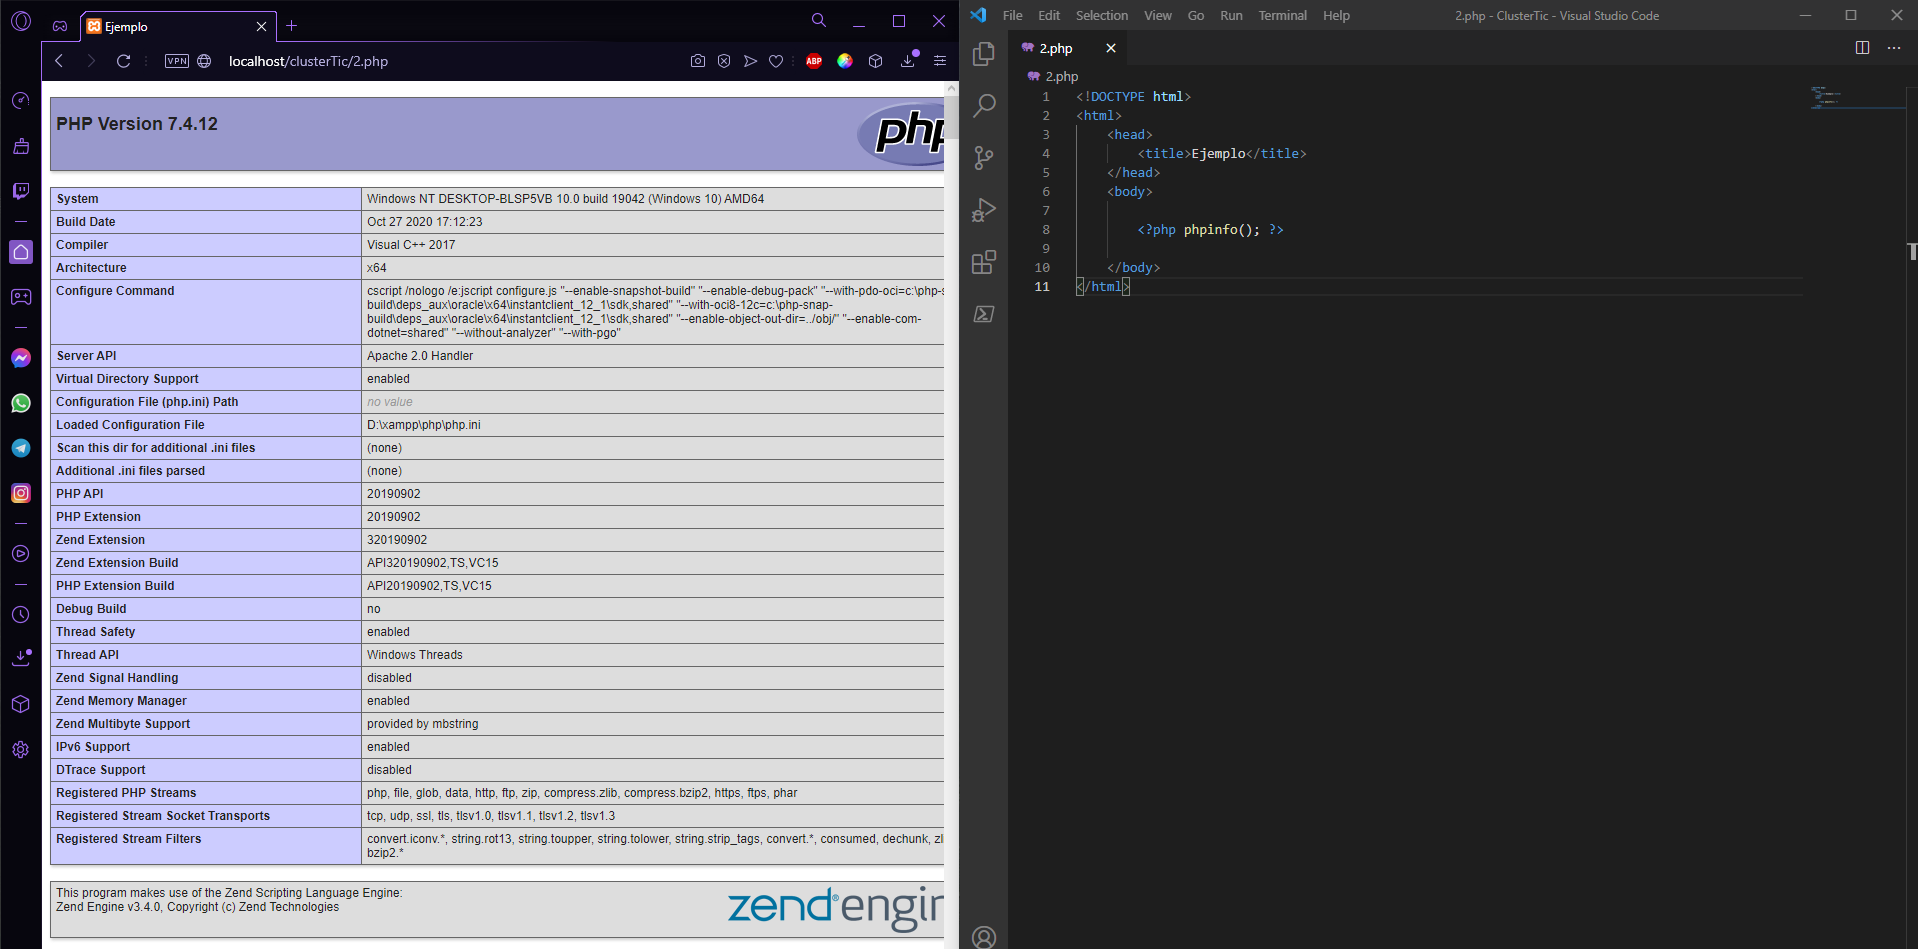 Ejemplo
VPN
localhost/clusterTic/2.php
ABP
PHP Version 7.4.12
php
System Windows NT DESKTOP-BLSP5VB 10.0 build 19042 (Windows 10) AMD64
Build Date Oct 27 2020 17:12:23
Compiler Visual C++ 2017
Architecture x64
Configure Command cscript /nologo /e:jscript configure.js "--enable-snapshot-build" "--enable-debug-pack" "--with-pdo-oci=c:\php-s
build\deps_aux\oracle\x64\instantclient_12_1\sdk,shared" "--with-oci8-12c=c:\php-snap-
build\deps_aux\oracle\x64\instantclient_12_1\sdk,shared" "--enable-object-out-dir=../obj/" "--enable-com-
dotnet=shared" "--without-analyzer" "--with-pgo"
Server API Apache 2.0 Handler
Virtual Directory Support enabled
Configuration File (php.ini) Path no value
Loaded Configuration File D:\xampp\php\php.ini
Scan this dir for additional .ini files (none)
Additional .ini files parsed (none)
PHP API 20190902
PHP Extension 20190902
Zend Extension 320190902
Zend Extension Build API320190902,TS,VC15
PHP Extension Build API20190902,TS,VC15
Debug Build no
Thread Safety enabled
Thread API Windows Threads
Zend Signal Handling disabled
Zend Memory Manager enabled
Zend Multibyte Support provided by mbstring
IPv6 Support enabled
DTrace Support disabled
Registered PHP Streams php, file, glob, data, http, ftp, zip, compress.zlib, compress.bzip2, https, ftps, phar
Registered Stream Socket Transports tcp, udp, ssl, tls, tlsv1.0, tlsv1.1, tlsv1.2, tlsv1.3
Registered Stream Filters convert.iconv.*, string.rot13, string.toupper, string.tolower, string.strip_tags, convert.*, consumed, dechunk, zl
bzip2.*
This program makes use of the Zend Scripting Language Engine:
Zend Engine v3.4.0, Copyright (c) Zend Technologies
zend®engin
File Edit Selection View Go Run Terminal Help
2.php - ClusterTic - Visual Studio Code
2.php
2.php
1 <!DOCTYPE html>
2 <html>
3 <head>
4 <title>Ejemplo</title>
5 </head>
6 <body>
7
8 <?php phpinfo(); ?>
9
10 </body>
11 </html>